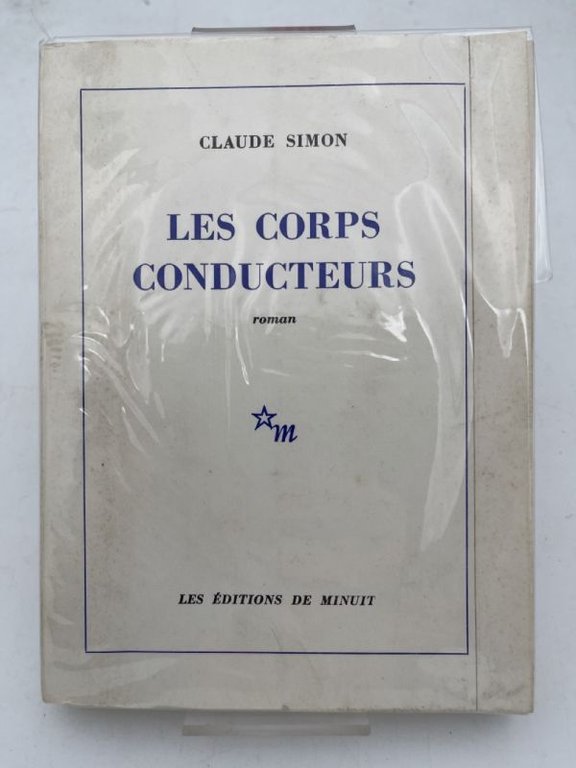 CLAUDE SIMON
LES CORPS
CONDUCTEURS
roman
m
LES ÉDITIONS DE MINUIT